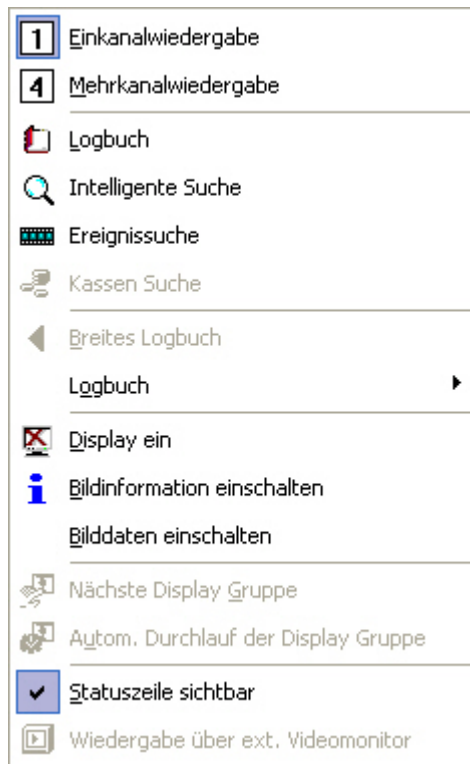 1 Einkanalwiedergabe
4 Mehrkanalwiedergabe
Logbuch
Intelligente Suche
Ereignissuche
Kassen Suche
Breites Logbuch
Logbuch
Display ein
i Bildinformation einschalten
Bilddaten einschalten
Nächste Display Gruppe
Autom. Durchlauf der Display Gruppe
Statuszeile sichtbar
Wiedergabe über ext. Videomonitor